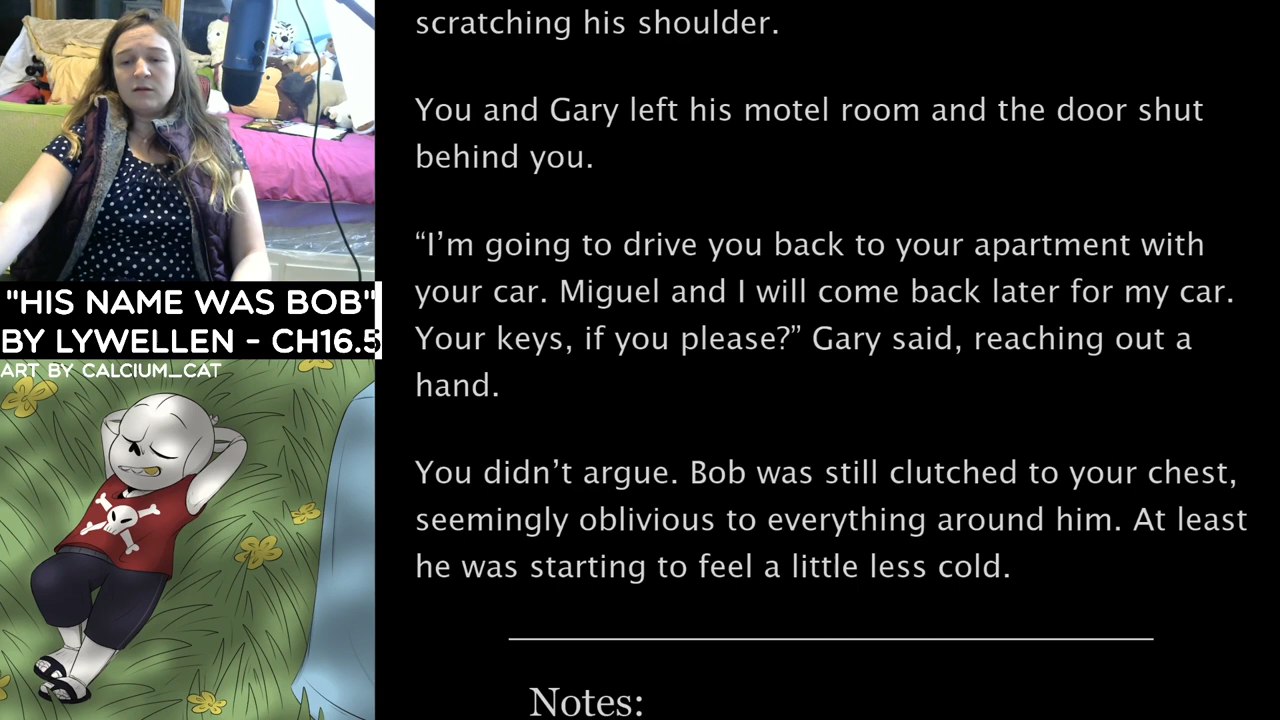 scratching his shoulder.
You and Gary left his motel room and the door shut
behind you.
“I’m going to drive you back to your apartment with
your car. Miguel and I will come back later for my car.
Your keys, if you please?” Gary said, reaching out a
hand.
You didn’t argue. Bob was still clutched to your chest,
seemingly oblivious to everything around him. At least
he was starting to feel a little less cold.
Notes:
"HIS NAME WAS BOB"
BY LYWELLEN - CH16.5
ART BY CALCIUM_CAT